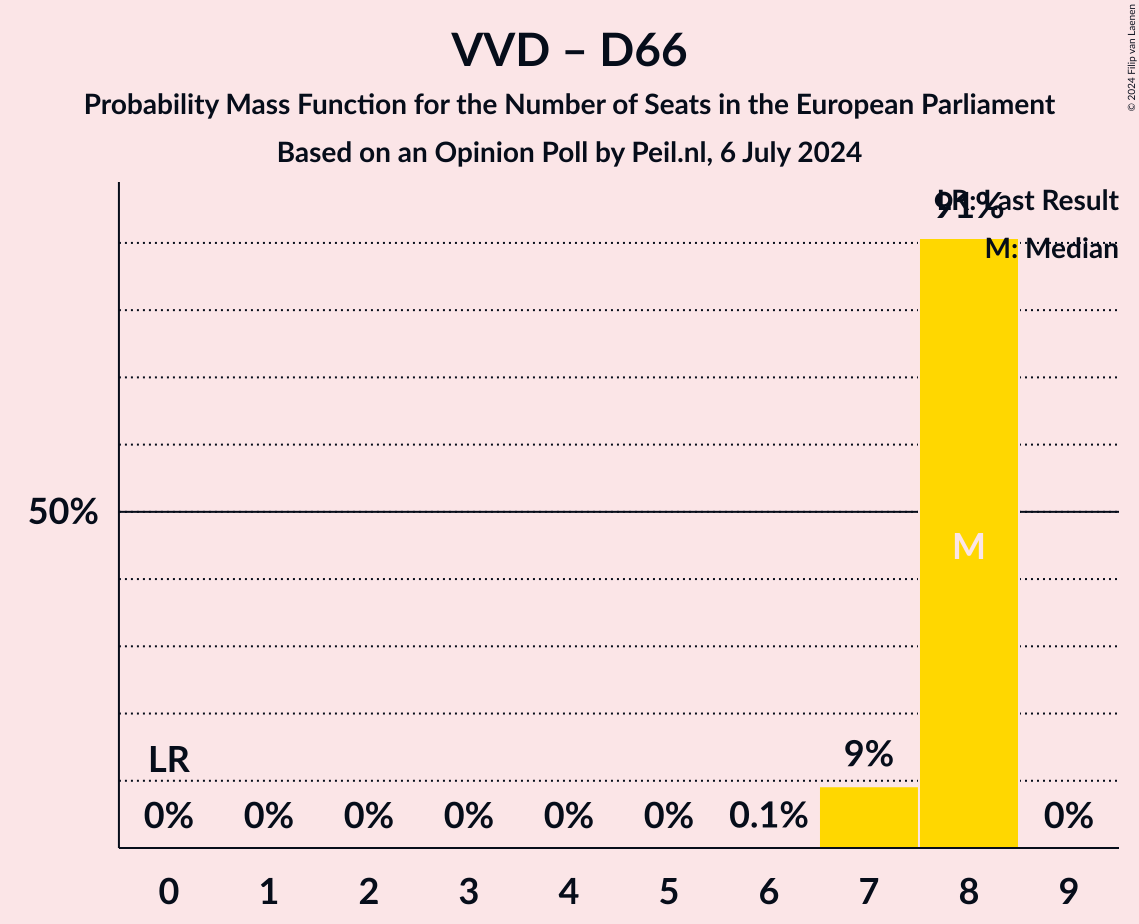 VVD – D66
Probability Mass Function for the Number of Seats in the European Parliament
Based on an Opinion Poll by Peil.nl, 6 July 2024
© 2024 Filip van Laenen
LR: Last Result
91%
M: Median
50%
M
LR
9%
0% 0% 0% 0% 0% 0% 0.1% 0%
0 1 2 3 4 5 6 7 8 9